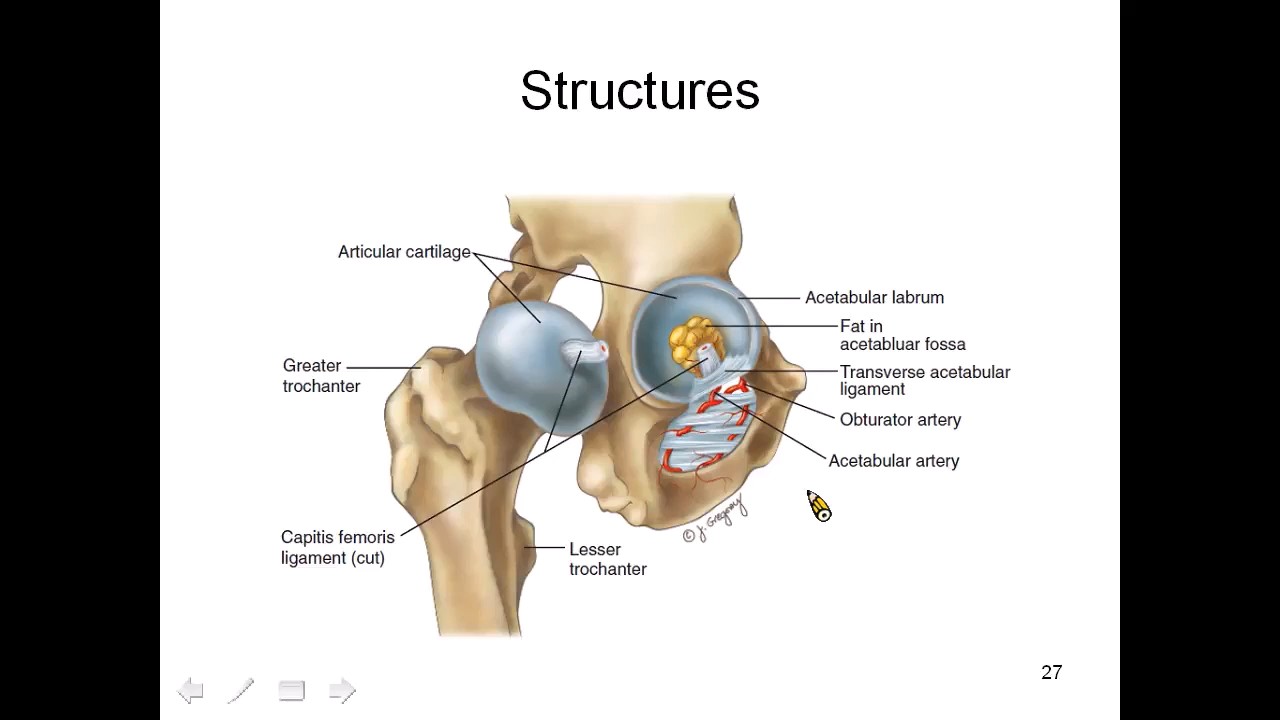 Structures
Articular cartilage
Acetabular labrum
Fat in
acetabluar fossa
Greater
trochanter
Transverse acetabular
ligament
Obturator artery
Acetabular artery
© J. Gregory
Capitis femoris
ligament (cut)
Lesser
trochanter
27